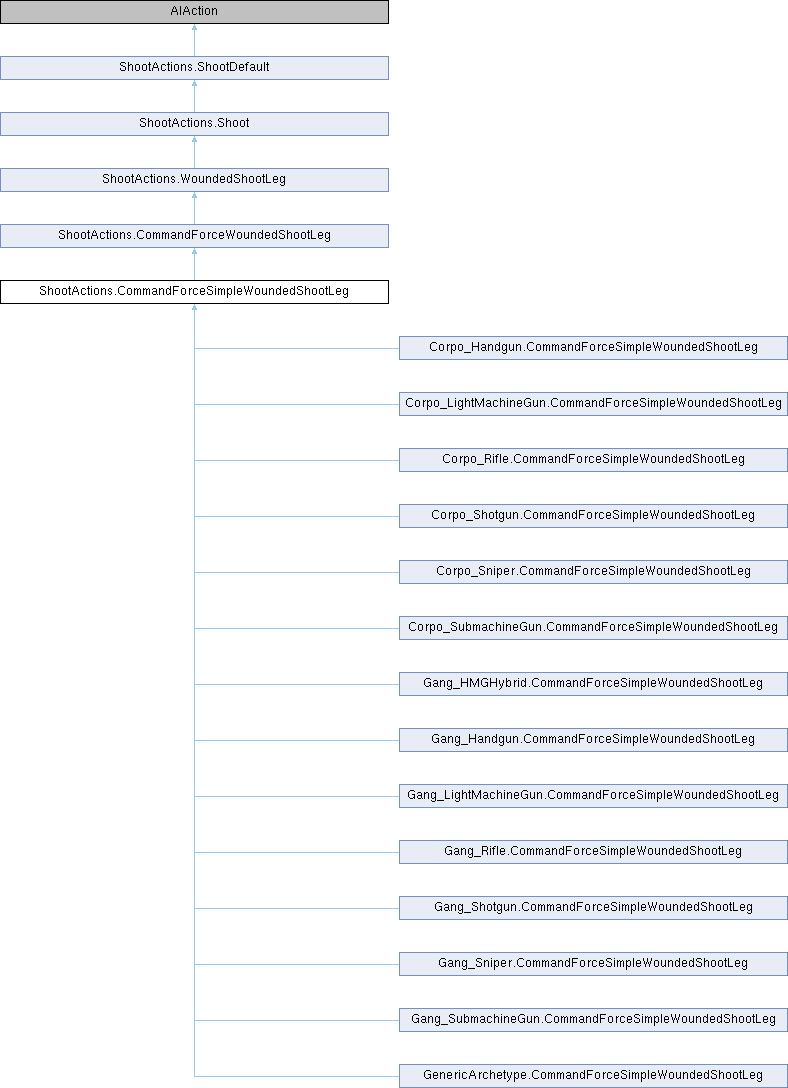 AIAction
ShootActions.ShootDefault
ShootActions.Shoot
ShootActions.WoundedShootLeg
ShootActions.CommandForceWoundedShootLeg
ShootActions.CommandForceSimpleWoundedShootLeg
Corpo_Handgun.CommandForceSimpleWoundedShootLeg
Corpo_LightMachineGun.CommandForceSimpleWoundedShootLeg
Corpo_Rifle.CommandForceSimpleWoundedShootLeg
Corpo_Shotgun.CommandForceSimpleWoundedShootLeg
Corpo_Sniper.CommandForceSimpleWoundedShootLeg
Corpo_SubmachineGun.CommandForceSimpleWoundedShootLeg
Gang_HMGHybrid.CommandForceSimpleWoundedShootLeg
Gang_Handgun.CommandForceSimpleWoundedShootLeg
Gang_LightMachineGun.CommandForceSimpleWoundedShootLeg
Gang_Rifle.CommandForceSimpleWoundedShootLeg
Gang_Shotgun.CommandForceSimpleWoundedShootLeg
Gang_Sniper.CommandForceSimpleWoundedShootLeg
Gang_SubmachineGun.CommandForceSimpleWoundedShootLeg
GenericArchetype.CommandForceSimpleWoundedShootLeg